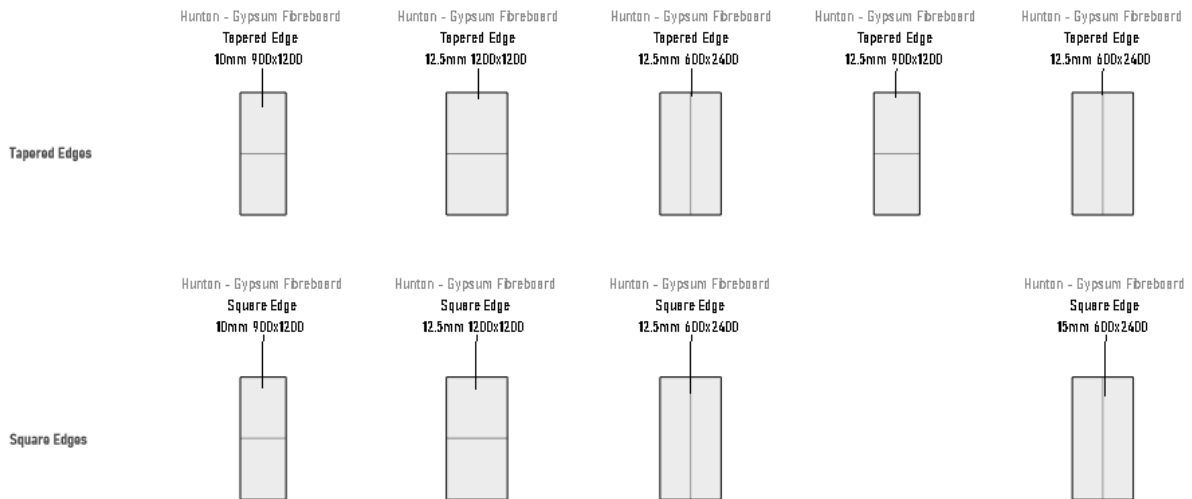 Hunton - Gypsum Fibreboard
Tapered Edge
10mm 900x1200
Hunton - Gypsum Fibreboard
Tapered Edge
12.5mm 1200x1200
Hunton - Gypsum Fibreboard
Tapered Edge
12.5mm 600x2400
Hunton - Gypsum Fibreboard
Tapered Edge
12.5mm 900x1200
Hunton - Gypsum Fibreboard
Tapered Edge
12.5mm 600x2400
Tapered Edges
Hunton - Gypsum Fibreboard
Square Edge
10mm 900x1200
Hunton - Gypsum Fibreboard
Square Edge
12.5mm 1200x1200
Hunton - Gypsum Fibreboard
Square Edge
12.5mm 600x2400
Hunton - Gypsum Fibreboard
Square Edge
15mm 600x2400
Square Edges